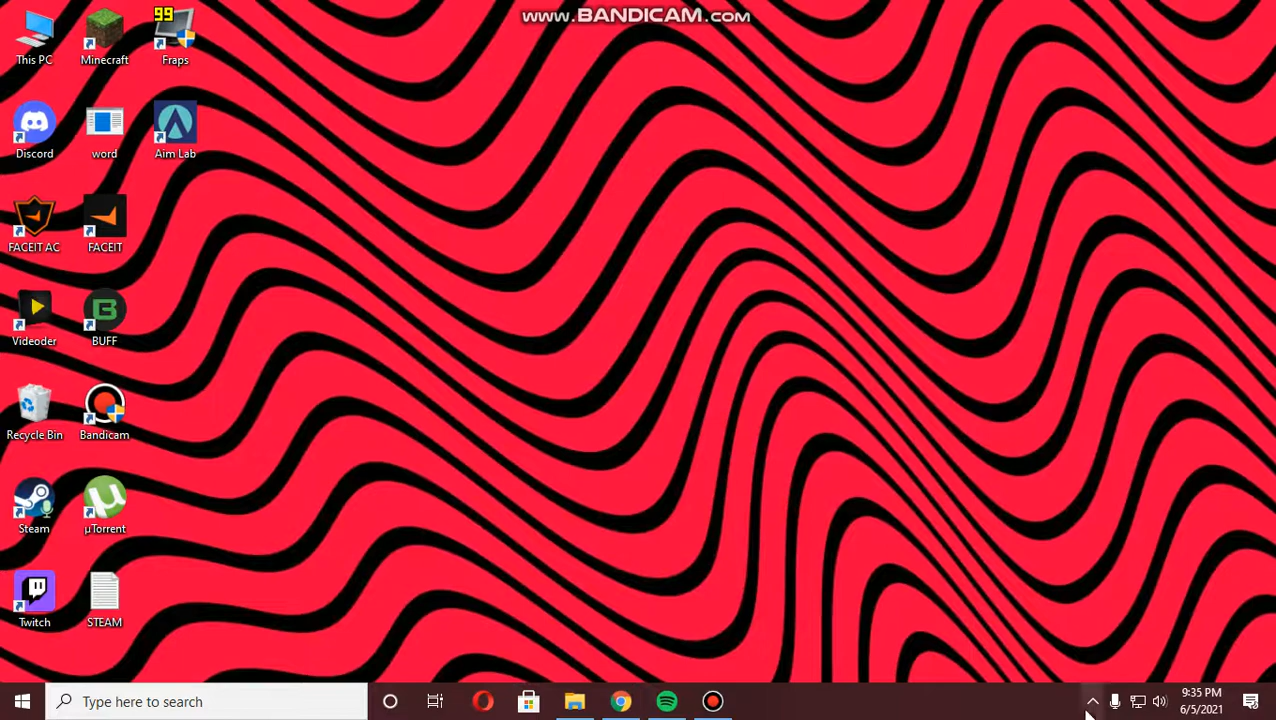 www.BANDICAM.com
99
This PC
Minecraft
Fraps
Discord
word
Aim Lab
FACEIT AC
FACEIT
Videoder
BUFF
Recycle Bin
Bandicam
Steam
µTorrent
Twitch
STEAM
Type here to search
9:35 PM
6/5/2021